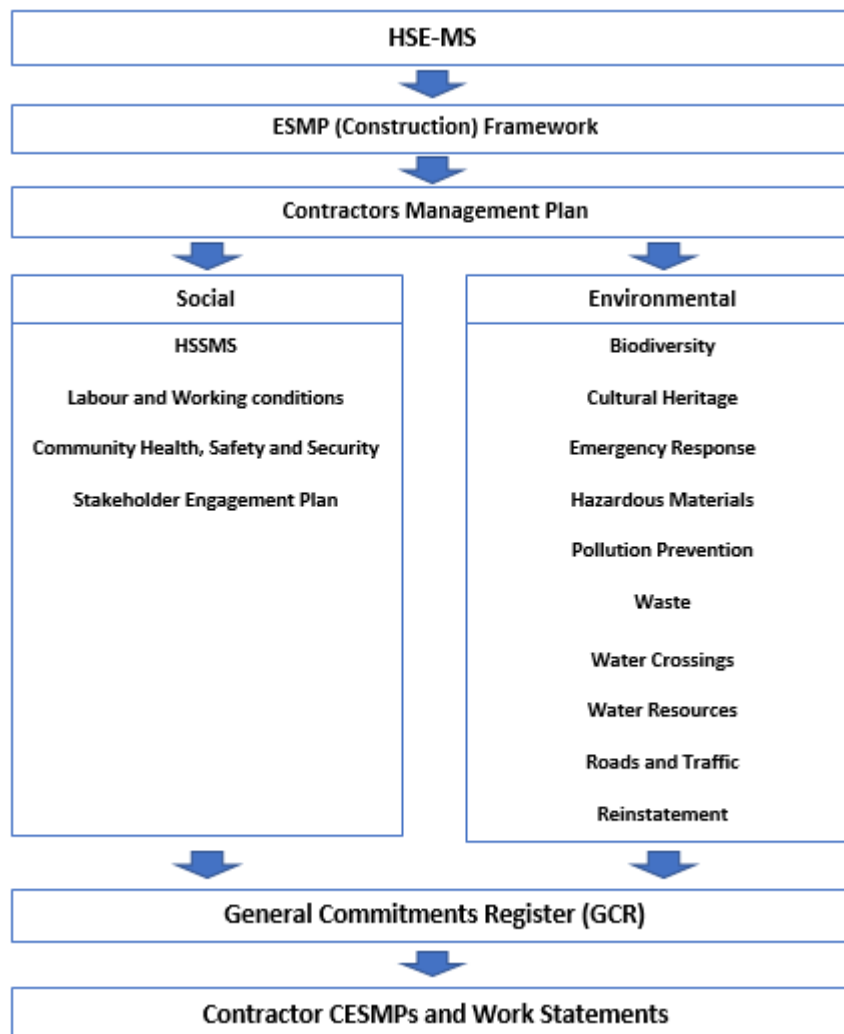 HSE-MS
ESMP (Construction) Framework
Contractors Management Plan
Social
HSSMS
Labour and Working conditions
Community Health, Safety and Security
Stakeholder Engagement Plan
Environmental
Biodiversity
Cultural Heritage
Emergency Response
Hazardous Materials
Pollution Prevention
Waste
Water Crossings
Water Resources
Roads and Traffic
Reinstatement
General Commitments Register (GCR)
Contractor CESMPs and Work Statements